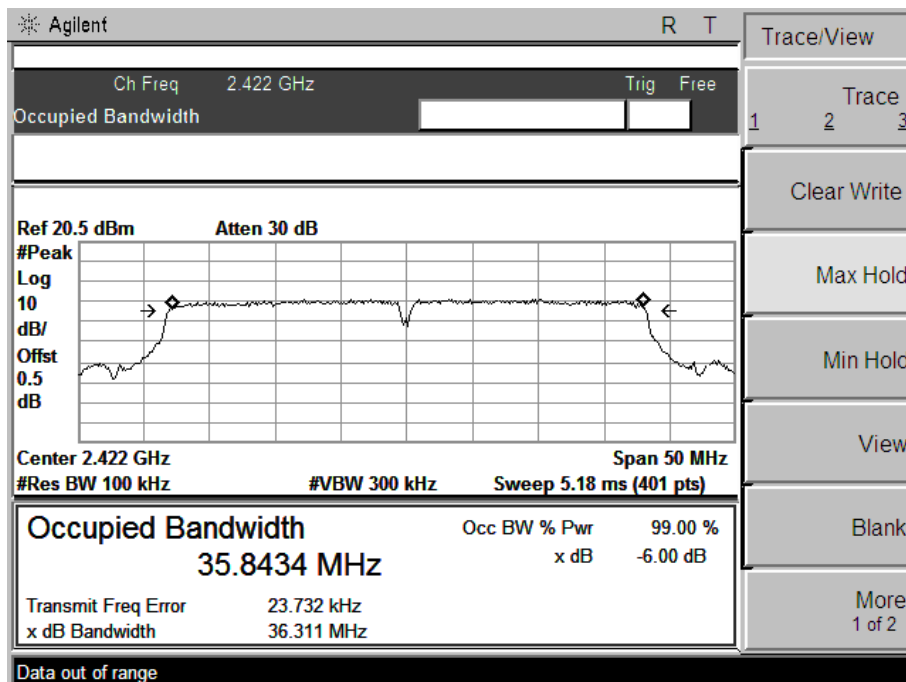 Agilent R T
Trace/View
Ch Freq 2.422 GHz Trig Free
Occupied Bandwidth
Trace
1 2 3
Clear Write
Max Hold
Min Hold
View
Blank
More
1 of 2
Ref 20.5 dBm Atten 30 dB
#Peak
Log
10
dB/
Offst
0.5
dB
Center 2.422 GHz Span 50 MHz
#Res BW 100 kHz #VBW 300 kHz Sweep 5.18 ms (401 pts)
Occupied Bandwidth Occ BW % Pwr 99.00 %
35.8434 MHz x dB -6.00 dB
Transmit Freq Error 23.732 kHz
x dB Bandwidth 36.311 MHz
Data out of range